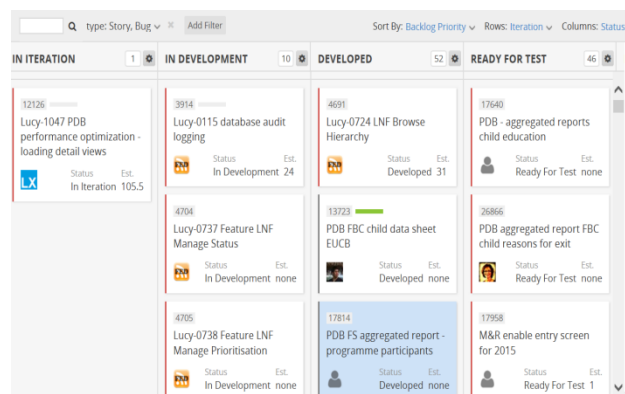 type: Story, Bug
Add Filter
Sort By: Backlog Priority Rows: Iteration Columns: Status
IN ITERATION 1
12126
Lucy-1047 PDB
performance optimization -
loading detail views
LX
Status Est.
In Iteration 105.5
IN DEVELOPMENT 10
3914
Lucy-0115 database audit
logging
Status Est.
In Development 24
4704
Lucy-0737 Feature LNF
Manage Status
Status Est.
In Development none
4705
Lucy-0738 Feature LNF
Manage Prioritisation
Status Est.
In Development none
DEVELOPED 52
4691
Lucy-0724 LNF Browse
Hierarchy
Status Est.
Developed 31
13723
PDB FBC child data sheet
EUCB
Status Est.
Developed none
17814
PDB FS aggregated report -
programme participants
Status Est.
Developed none
READY FOR TEST 46
17640
PDB - aggregated reports
child education
Status Est.
Ready For Test none
26866
PDB aggregated report FBC
child reasons for exit
Status Est.
Ready For Test none
17958
M&R enable entry screen
for 2015
Status Est.
Ready For Test 1